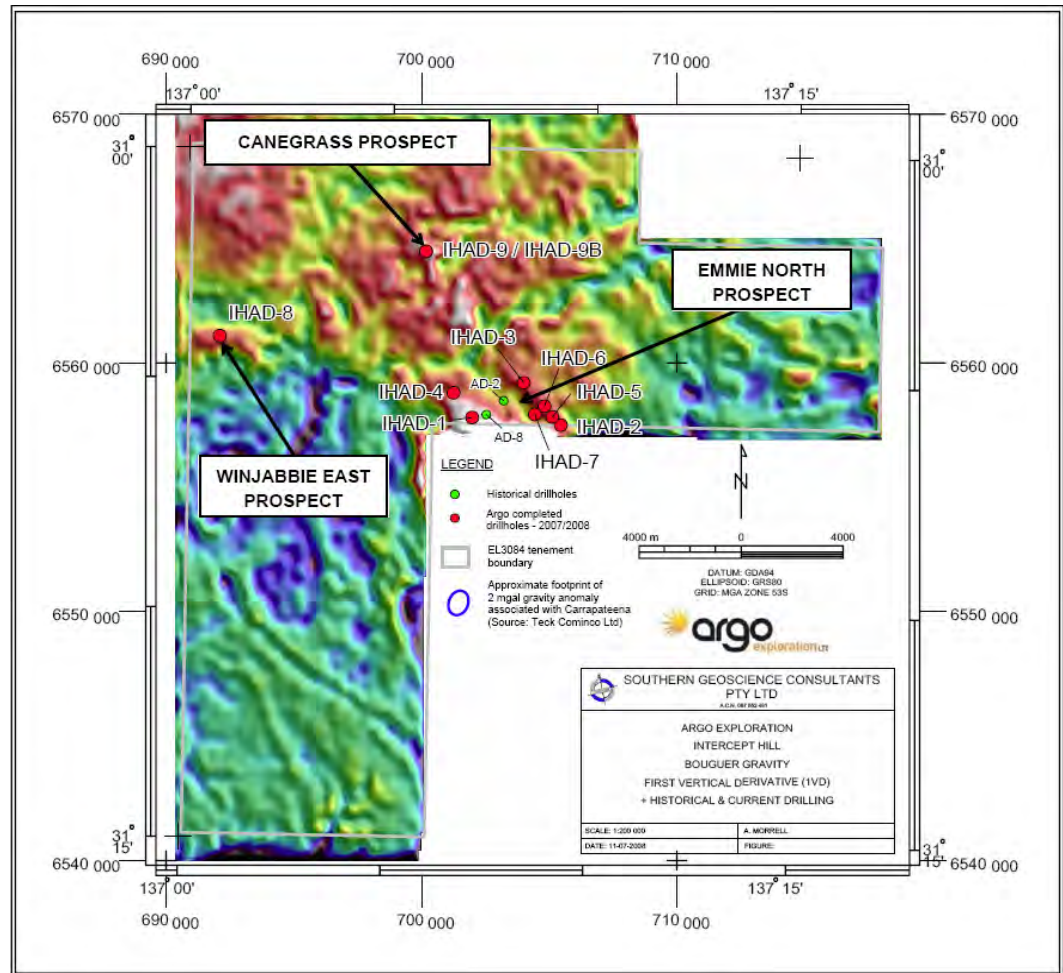 690 000
700 000
710 000
137° 00'
137° 15'
6570 000
6570 000
31° 00'
31° 00'
CANEGRASS PROSPECT
IHAD-9 / IHAD-9B
EMMIE NORTH
PROSPECT
IHAD-8
IHAD-3
IHAD-6
6560 000
6560 000
AD-2
IHAD-5
IHAD-4
IHAD-1
AD-8
IHAD-2
IHAD-7
WINJABBIE EAST
PROSPECT
LEGEND
Historical drillholes
Argo completed
drillholes - 2007/2008
EL3084 tenement
boundary
Approximate footprint of
2 mgal gravity anomaly
associated with Carrapateena
(Source: Teck Cominco Ltd)
N
4000 m 0 4000
DATUM: GDA94
ELLIPSOID: GRS80
GRID: MGA ZONE 53S
6550 000
6550 000
argo
exploration LTD
SOUTHERN GEOSCIENCE CONSULTANTS
PTY LTD
ARGO EXPLORATION
INTERCEPT HILL
BOUGUER GRAVITY
FIRST VERTICAL DERIVATIVE (1VD)
+ HISTORICAL & CURRENT DRILLING
SCALE: 1:200 000
A. MORRELL
DATE: 11-07-2008
FIGURE:
31° 15'
31° 15'
6540 000
6540 000
137° 00'
137° 15'
690 000
700 000
710 000